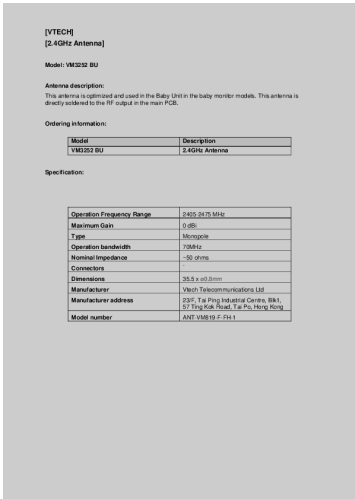 [VTECH]
[2.4GHz Antenna]
Model: VM3252 BU
Antenna description:
This antenna is optimized and used in the Baby Unit in the baby monitor models. This antenna is
directly soldered to the RF output in the main PCB.
Ordering information:
Model Description
VM3252 BU 2.4GHz Antenna
Specification:
Operation Frequency Range 2405-2475 MHz
Maximum Gain 0 dBi
Type Monopole
Operation bandwidth 70MHz
Nominal Impedance ~50 ohms
Connectors -
Dimensions 35.5 x ø0.8mm
Manufacturer Vtech Telecommunications Ltd
Manufacturer address 23/F, Tai Ping Industrial Centre, Blk1,
57 Ting Kok Road, Tai Po, Hong Kong
Model number ANT-VM819-F-FH-1